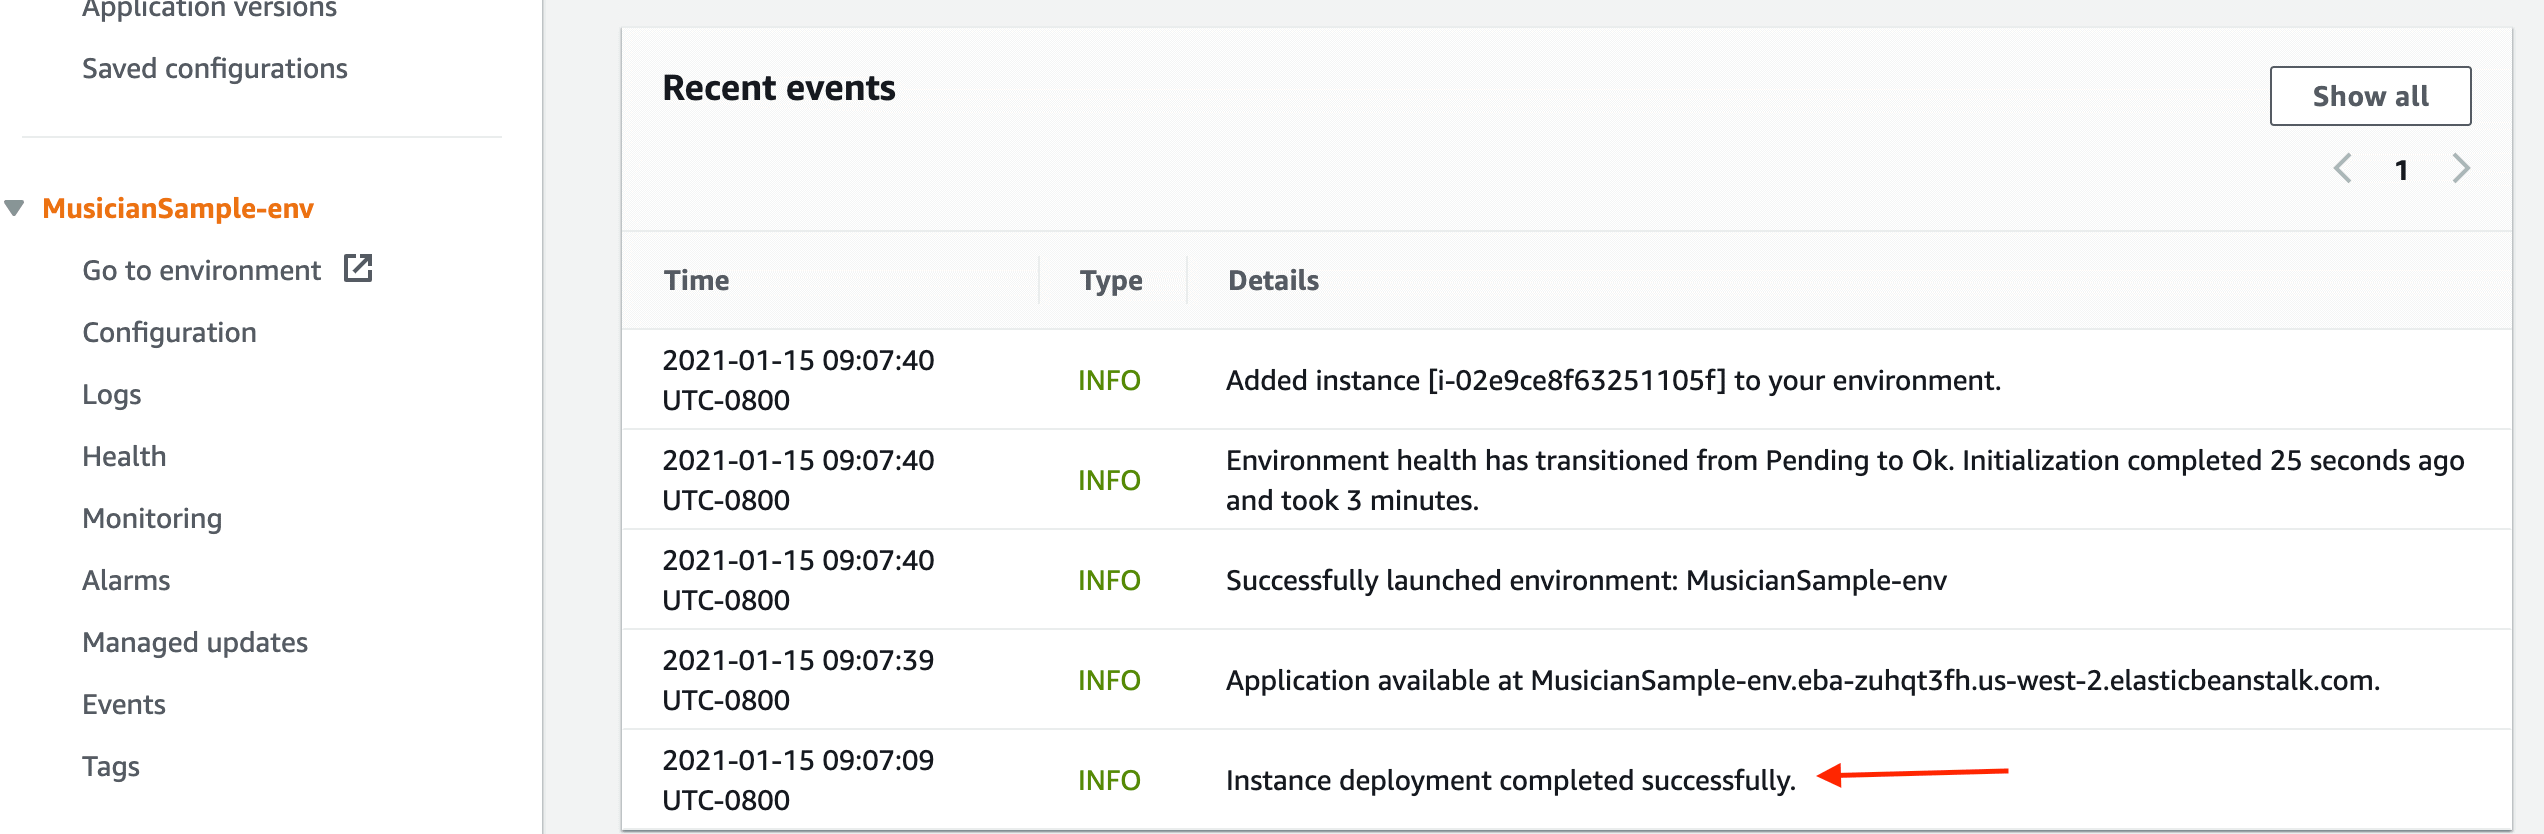 Application versions
Saved configurations
MusicianSample-env
Go to environment
Configuration
Logs
Health
Monitoring
Alarms
Managed updates
Events
Tags
Recent events
Show all
1
Time Type Details
2021-01-15 09:07:40
UTC-0800
INFO
Added instance [i-02e9ce8f63251105f] to your environment.
2021-01-15 09:07:40
UTC-0800
INFO
Environment health has transitioned from Pending to Ok. Initialization completed 25 seconds ago
and took 3 minutes.
2021-01-15 09:07:40
UTC-0800
INFO
Successfully launched environment: MusicianSample-env
2021-01-15 09:07:39
UTC-0800
INFO
Application available at MusicianSample-env.eba-zuhqt3fh.us-west-2.elasticbeanstalk.com.
2021-01-15 09:07:09
UTC-0800
INFO
Instance deployment completed successfully.